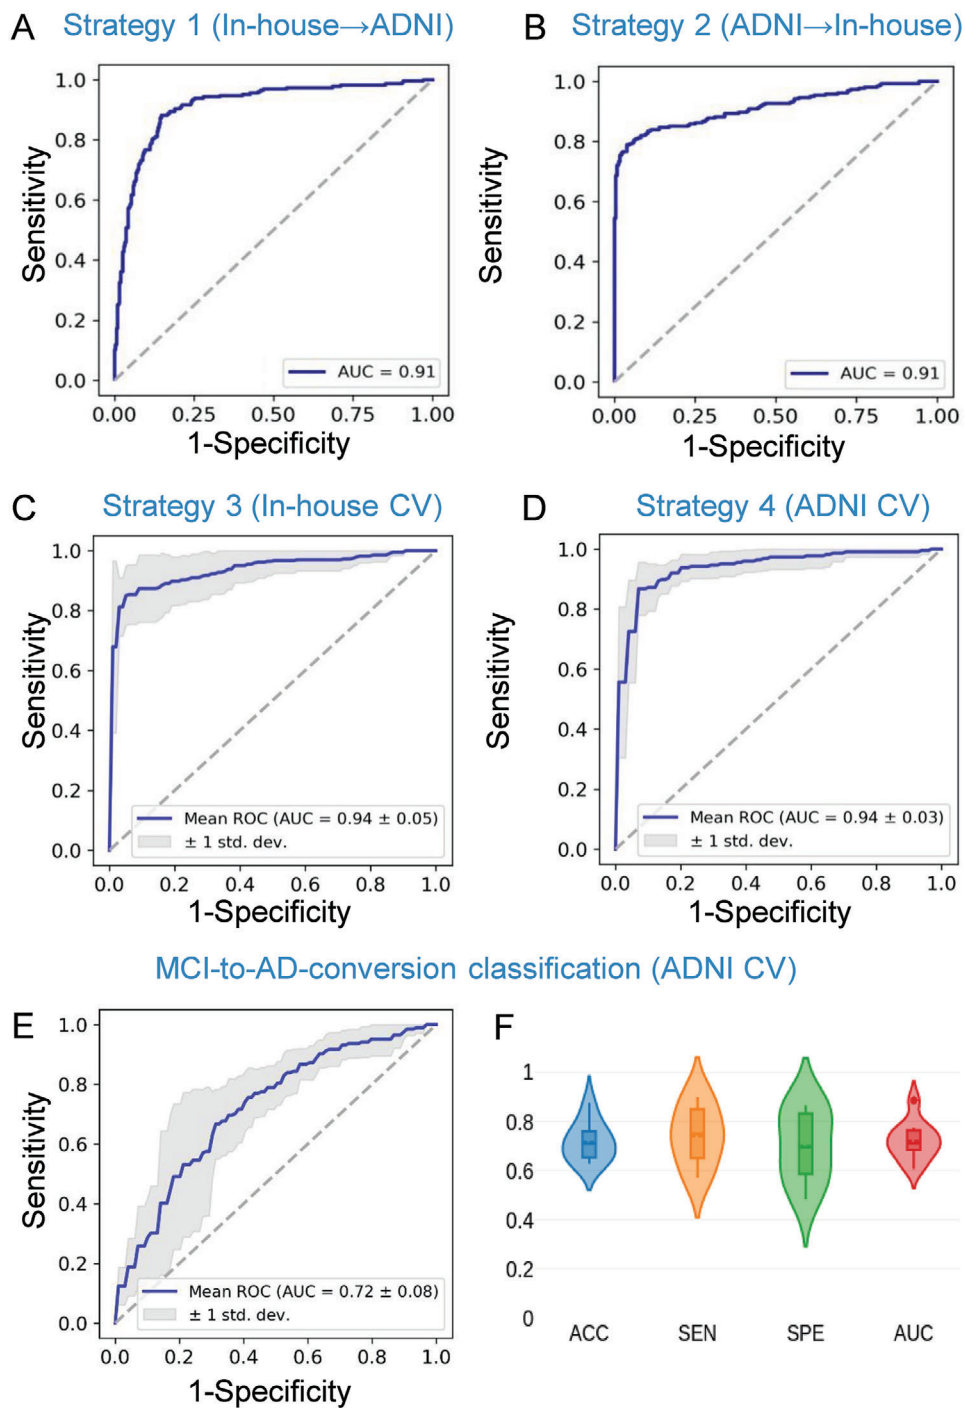 A Strategy 1 (In-house→ADNI)
1.0
0.8
0.6
0.4
0.2
0.0
Sensitivity
AUC = 0.91
0.00 0.25 0.50 0.75 1.00
1-Specificity
B Strategy 2 (ADNI→In-house)
1.0
0.8
0.6
0.4
0.2
0.0
Sensitivity
AUC = 0.91
0.00 0.25 0.50 0.75 1.00
1-Specificity
C Strategy 3 (In-house CV)
1.0
0.8
0.6
0.4
0.2
0.0
Sensitivity
Mean ROC (AUC = 0.94 ± 0.05)
± 1 std. dev.
0.0 0.2 0.4 0.6 0.8 1.0
1-Specificity
D Strategy 4 (ADNI CV)
1.0
0.8
0.6
0.4
0.2
0.0
Sensitivity
Mean ROC (AUC = 0.94 ± 0.03)
± 1 std. dev.
0.0 0.2 0.4 0.6 0.8 1.0
1-Specificity
MCI-to-AD-conversion classification (ADNI CV)
E
1.0
0.8
0.6
0.4
0.2
0.0
Sensitivity
Mean ROC (AUC = 0.72 ± 0.08)
± 1 std. dev.
0.0 0.2 0.4 0.6 0.8 1.0
1-Specificity
F
1
0.8
0.6
0.4
0.2
0
ACC SEN SPE AUC